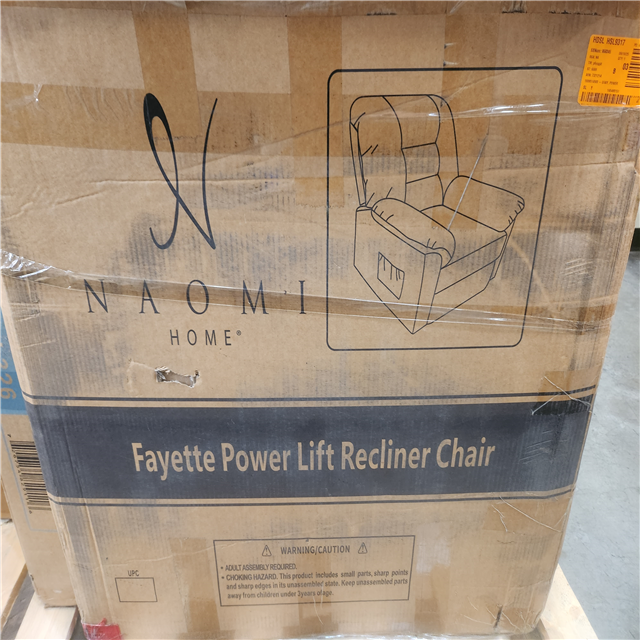 HDSL HSL0317
NAOMI
HOME®
Fayette Power Lift Recliner Chair
⚠ WARNING/CAUTION ⚠
• ADULT ASSEMBLY REQUIRED.
• CHOKING HAZARD. This product includes small parts, sharp points
and sharp edges in its unassembled state. Keep unassembled parts
away from children under 3 years of age.
UPC